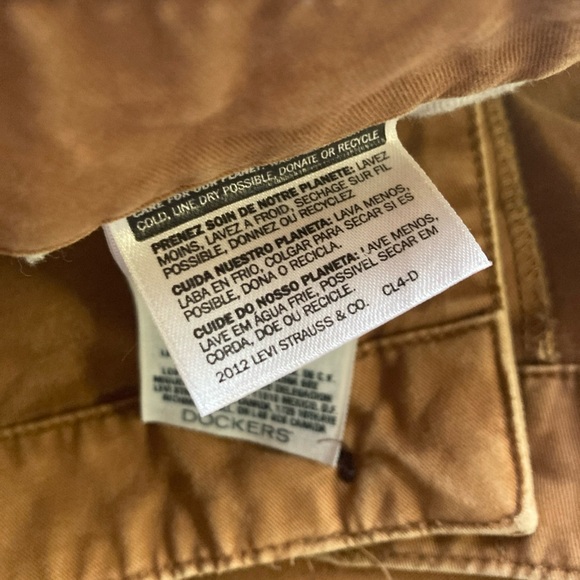 CARE FOR OUR PLANET:
COLD, LINE DRY POSSIBLE, DONATE OR RECYCLE
PRENEZ SOIN DE NOTRE PLANETE: LAVEZ
MOINS, LAVEZ A FROID, SECHAGE SUR FIL
POSSIBLE, DONNEZ OU RECYCLEZ
CUIDA NUESTRO PLANETA: LAVA MENOS,
LABA EN FRIO, COLGAR PARA SECAR SI ES
POSIBLE, DONA O RECICLA.
CUIDE DO NOSSO PLANETA: LAVE MENOS,
LAVE EM ÁGUA FRIE, POSSIVEL SECAR EM
CORDA, DOE OU RECICLE.
2012 LEVI STRAUSS & CO. CL4-D
DOCKERS